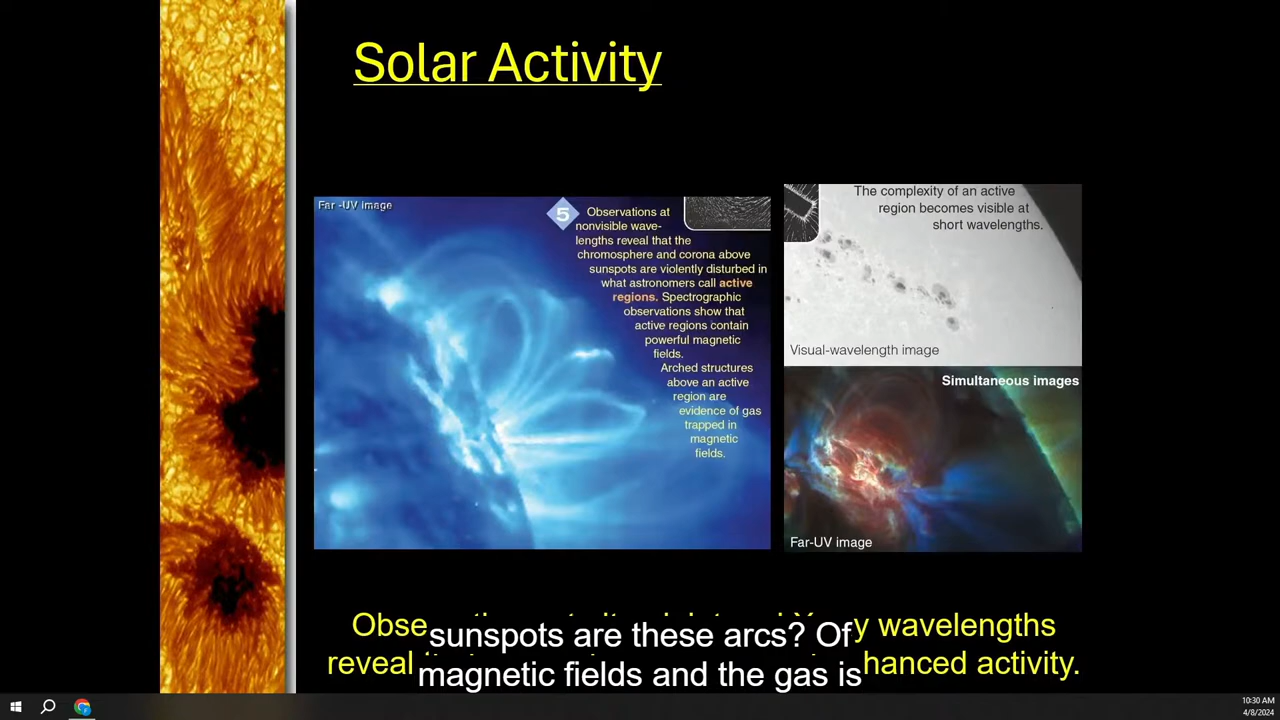 Solar Activity
Far -UV image
5
Observations at
nonvisible wave-
lengths reveal that the
chromosphere and corona above
sunspots are violently disturbed in
what astronomers call active
regions. Spectrographic
observations show that
active regions contain
powerful magnetic
fields.
Arched structures
above an active
region are
evidence of gas
trapped in
magnetic
fields.
The complexity of an active
region becomes visible at
short wavelengths.
Visual-wavelength image
Simultaneous images
Far-UV image
wavelengths
reveal hanced activity.
sunspots are these arcs? Of
magnetic fields and the gas is
10:30 AM
4/8/2024